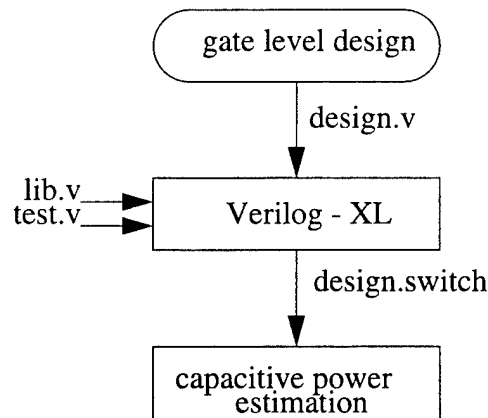 gate level design
design.v
lib.v
test.v
Verilog - XL
design.switch
capacitive power
estimation